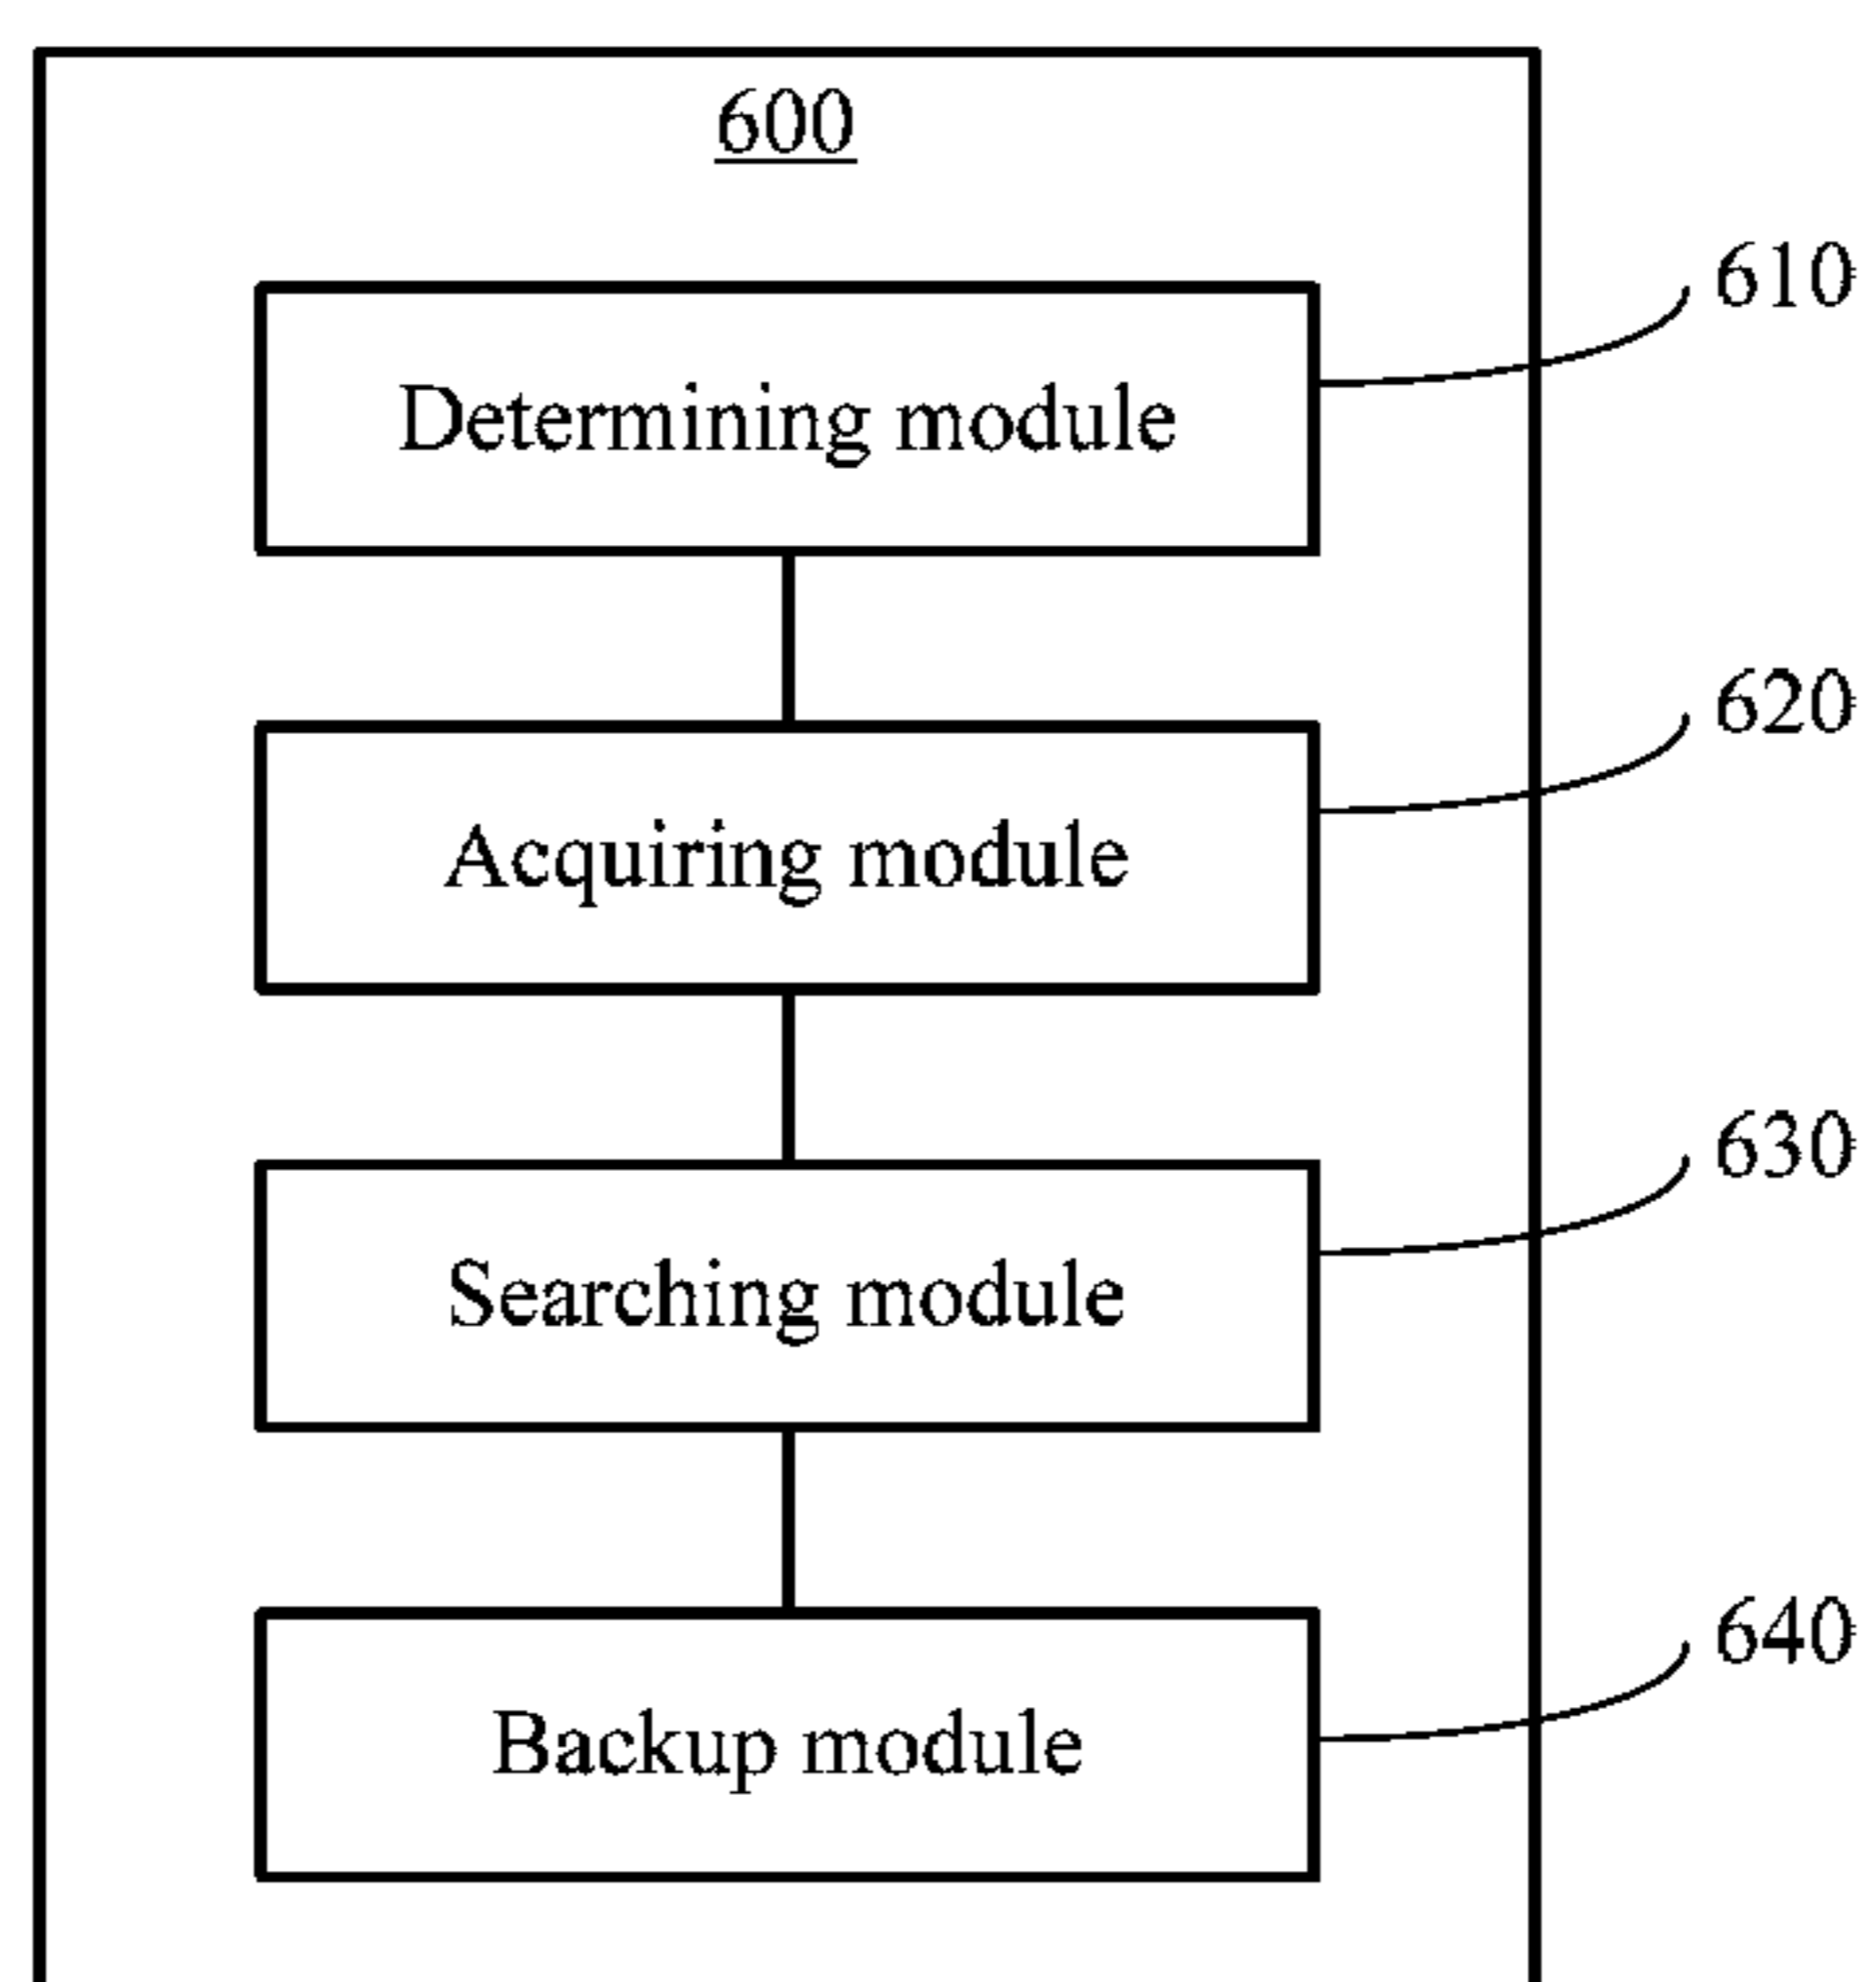 600
610
Determining module
620
Acquiring module
630
Searching module
640
Backup module